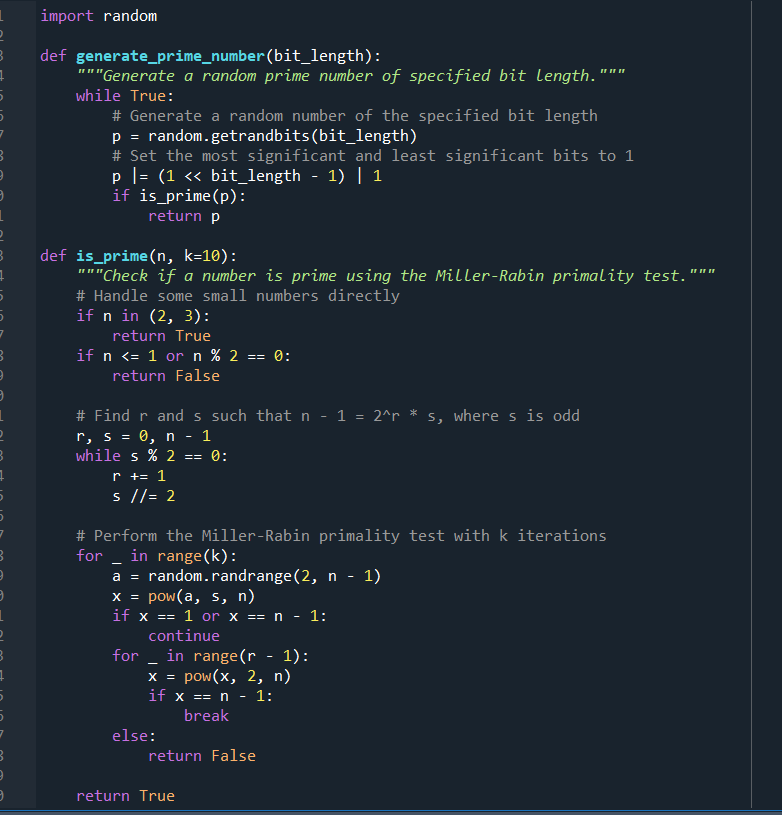 import random
def generate_prime_number(bit_length):
"""Generate a random prime number of specified bit length."""
while True:
# Generate a random number of the specified bit length
p = random.getrandbits(bit_length)
# Set the most significant and least significant bits to 1
p |= (1 << bit_length - 1) | 1
if is_prime(p):
return p
def is_prime(n, k=10):
"""Check if a number is prime using the Miller-Rabin primality test."""
# Handle some small numbers directly
if n in (2, 3):
return True
if n <= 1 or n % 2 == 0:
return False
# Find r and s such that n - 1 = 2^r * s, where s is odd
r, s = 0, n - 1
while s % 2 == 0:
r += 1
s //= 2
# Perform the Miller-Rabin primality test with k iterations
for _ in range(k):
a = random.randrange(2, n - 1)
x = pow(a, s, n)
if x == 1 or x == n - 1:
continue
for _ in range(r - 1):
x = pow(x, 2, n)
if x == n - 1:
break
else:
return False
return True